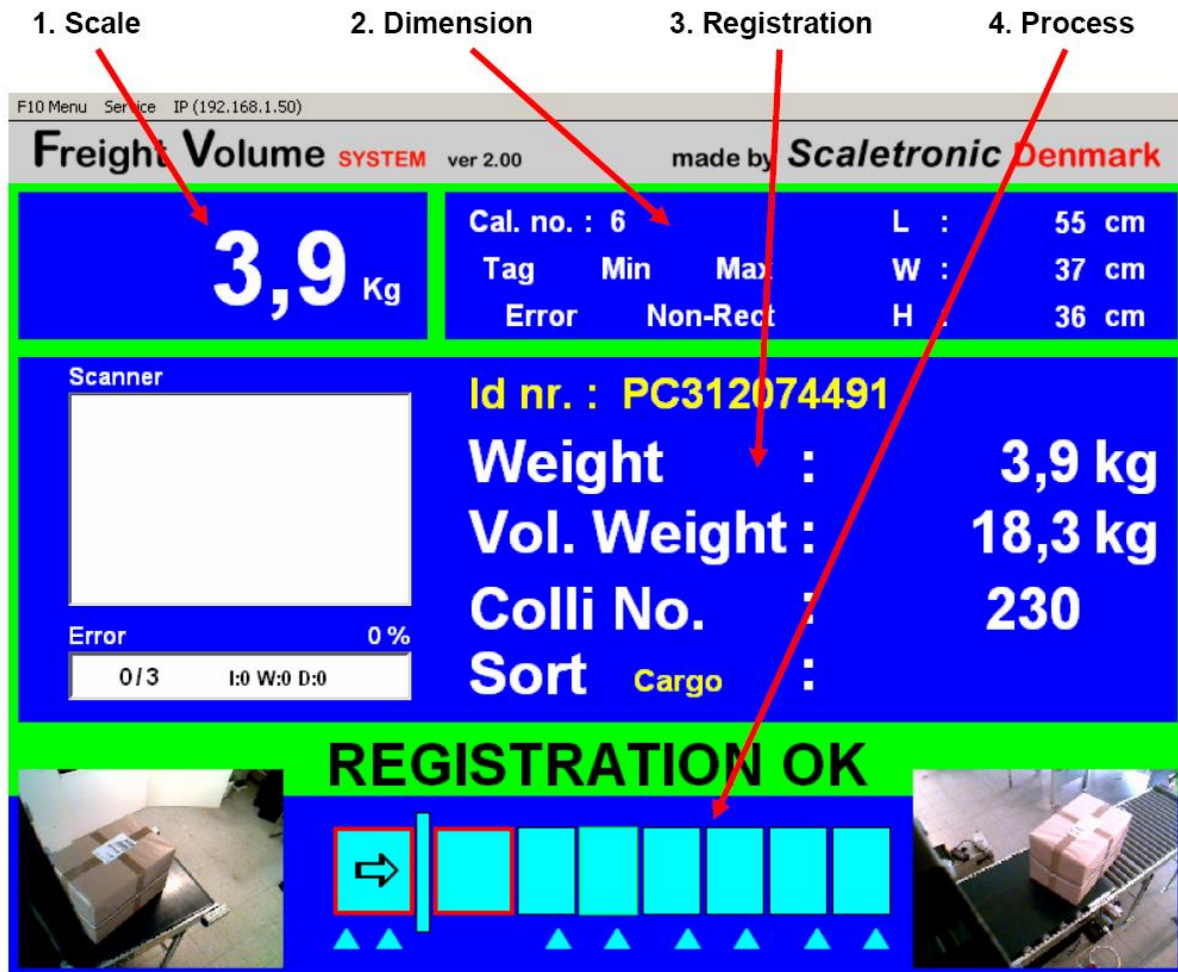 1. Scale 2. Dimension 3. Registration 4. Process
F10 Menu Service IP (192.168.1.50)
Freight Volume SYSTEM ver 2.00 made by Scaletronic Denmark
3,9 Kg
Cal. no. : 6 L : 55 cm
Tag Min Max W : 37 cm
Error Non-Rect H : 36 cm
Scanner
Id nr. : PC312074491
Weight : 3,9 kg
Vol. Weight : 18,3 kg
Colli No. : 230
Error 0 %
0/3 I:0 W:0 D:0
Sort Cargo :
REGISTRATION OK